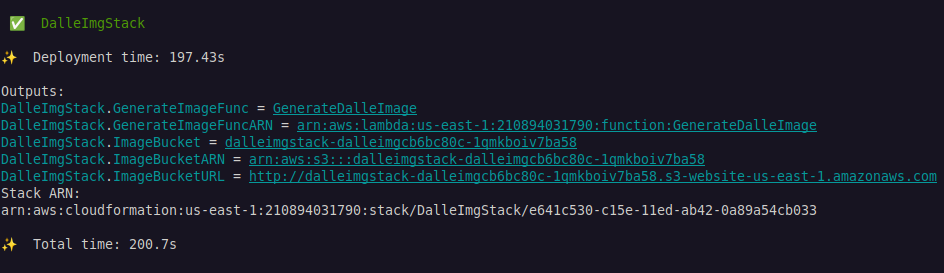 ✅ DalleImgStack
✨ Deployment time: 197.43s
Outputs:
DalleImgStack.GenerateImageFunc = GenerateDalleImage
DalleImgStack.GenerateImageFuncARN = arn:aws:lambda:us-east-1:210894031790:function:GenerateDalleImage
DalleImgStack.ImageBucket = dalleimgstack-dalleimgcb6bc80c-1qmkboiv7ba58
DalleImgStack.ImageBucketARN = arn:aws:s3:::dalleimgstack-dalleimgcb6bc80c-1qmkboiv7ba58
DalleImgStack.ImageBucketURL = http://dalleimgstack-dalleimgcb6bc80c-1qmkboiv7ba58.s3-website-us-east-1.amazonaws.com
Stack ARN:
arn:aws:cloudformation:us-east-1:210894031790:stack/DalleImgStack/e641c530-c15e-11ed-ab42-0a89a54cb033
✨ Total time: 200.7s